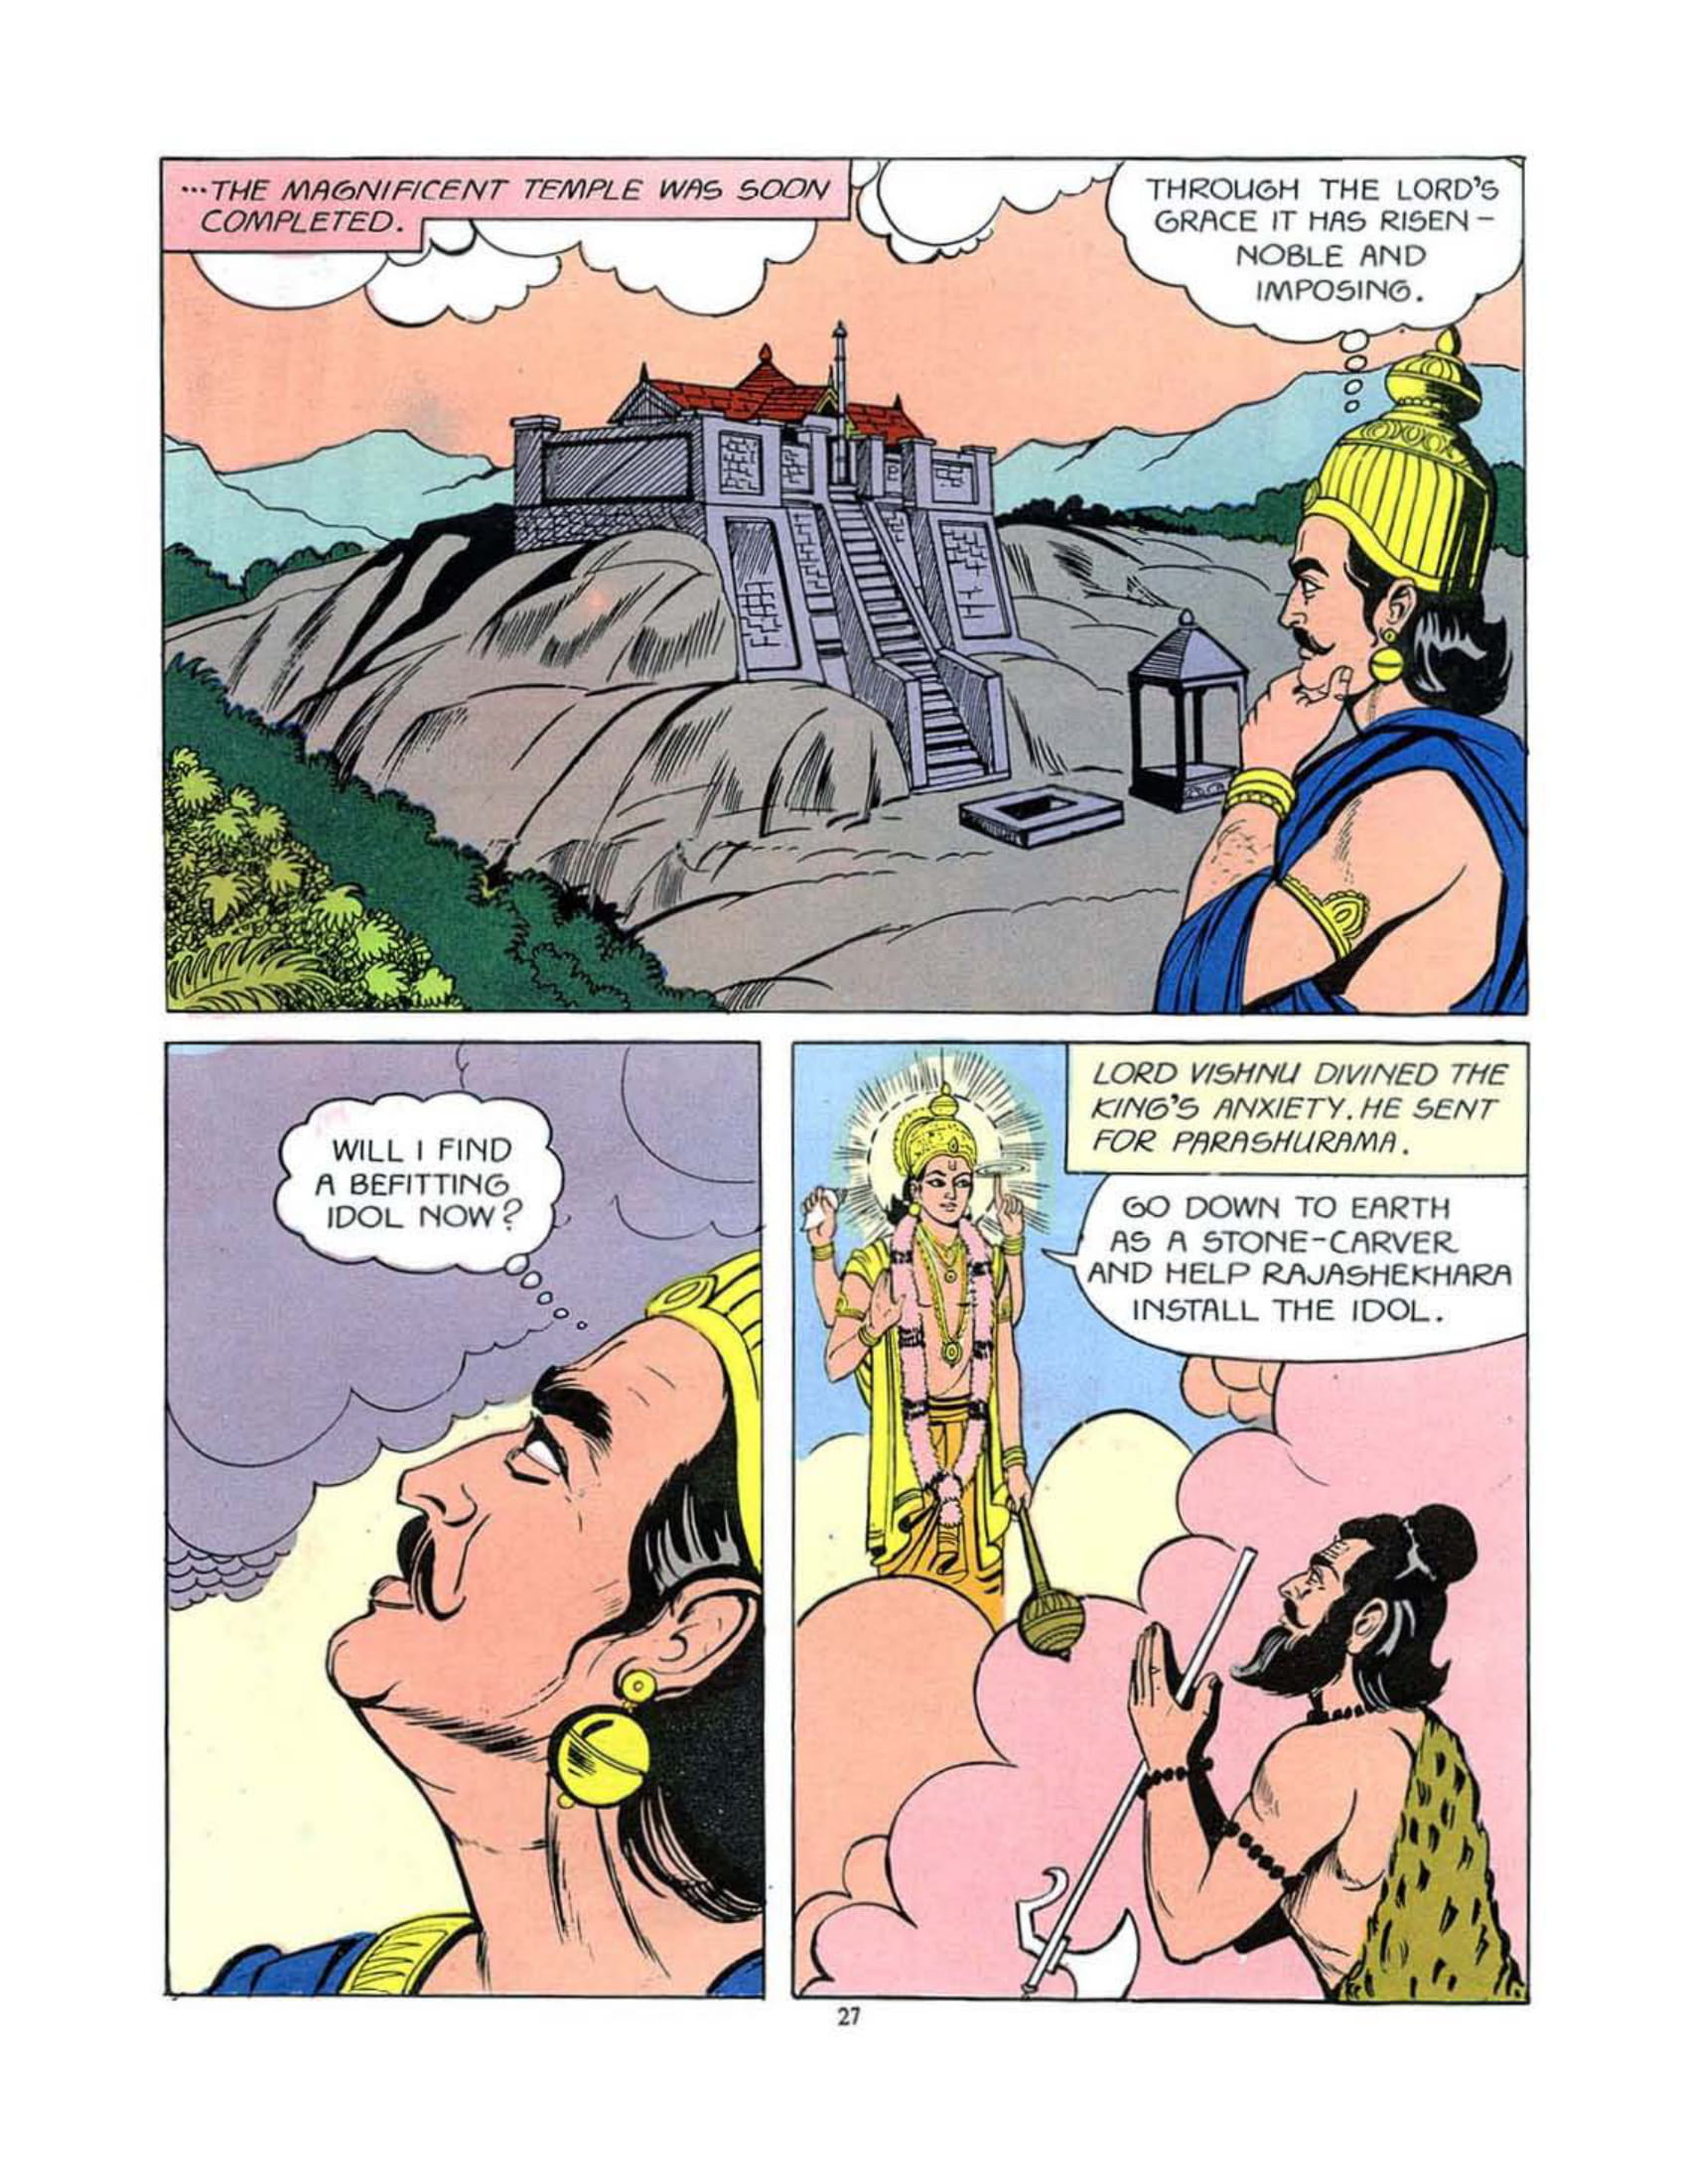 ...THE MAGNIFICENT TEMPLE WAS SOON
COMPLETED.
THROUGH THE LORD'S
GRACE IT HAS RISEN –
NOBLE AND
IMPOSING.
WILL I FIND
A BEFITTING
IDOL NOW?
LORD VISHNU DIVINED THE
KING'S ANXIETY. HE SENT
FOR PARASHURAMA.
GO DOWN TO EARTH
AS A STONE-CARVER
AND HELP RAJASHEKHARA
INSTALL THE IDOL.
27